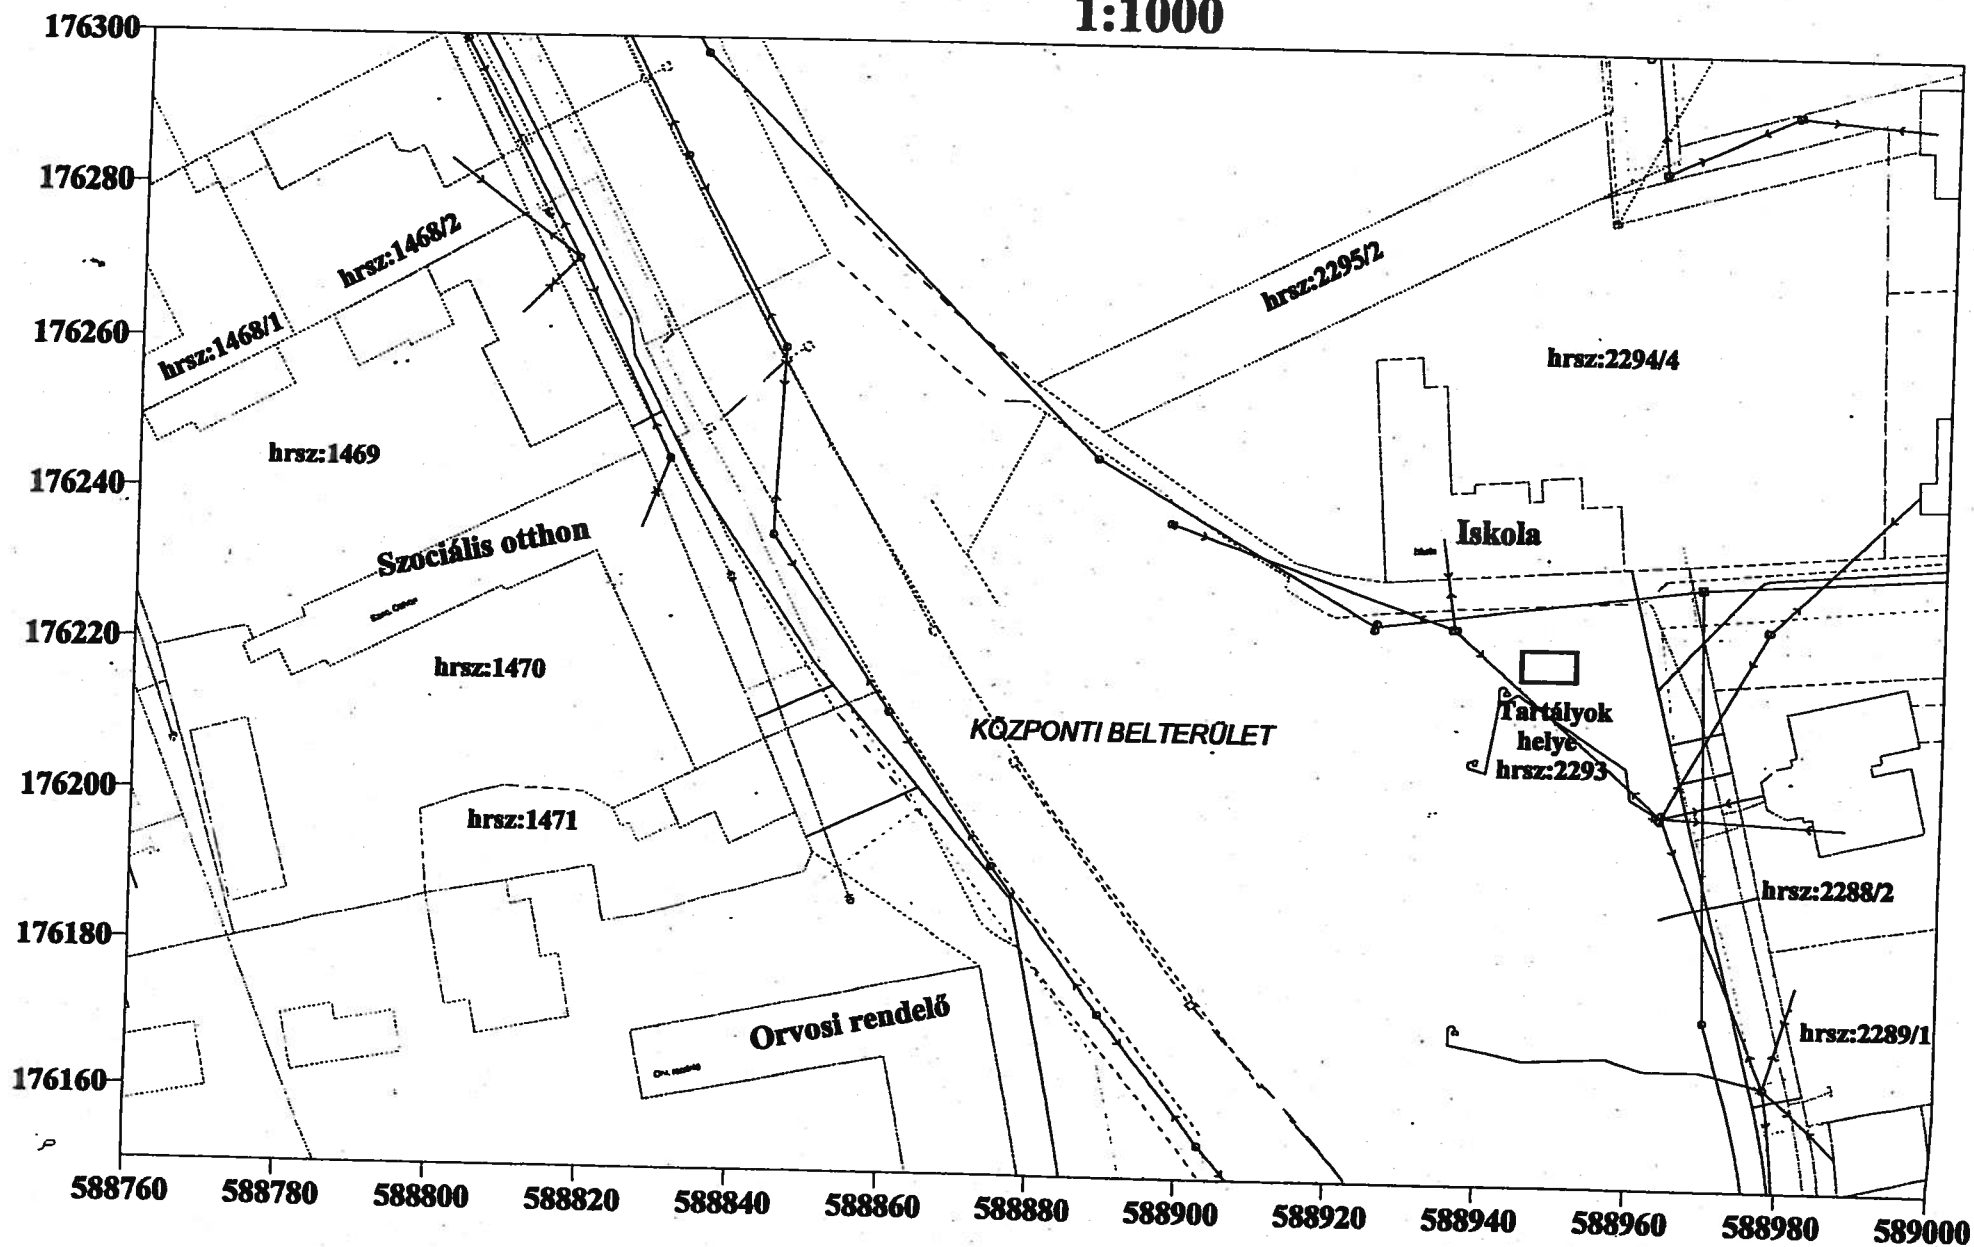 1:1000
176300
176280
176260
176240
176220
176200
176180
176160
hrsz:1468/2
hrsz:1468/1
hrsz:2295/2
hrsz:2294/4
hrsz:1469
Szociális otthon
Iskola
hrsz:1470
KÖZPONTI BELTERÜLET
Tartályok
helye
hrsz:2293
hrsz:1471
hrsz:2288/2
Orvosi rendelő
hrsz:2289/1
588760 588780 588800 588820 588840 588860 588880 588900 588920 588940 588960 588980 589000